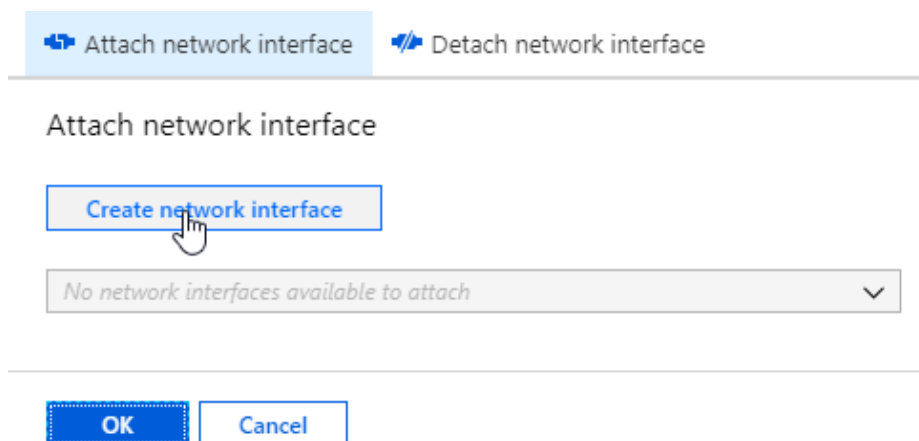 Attach network interface Detach network interface
Attach network interface
Create network interface
No network interfaces available to attach
OK Cancel